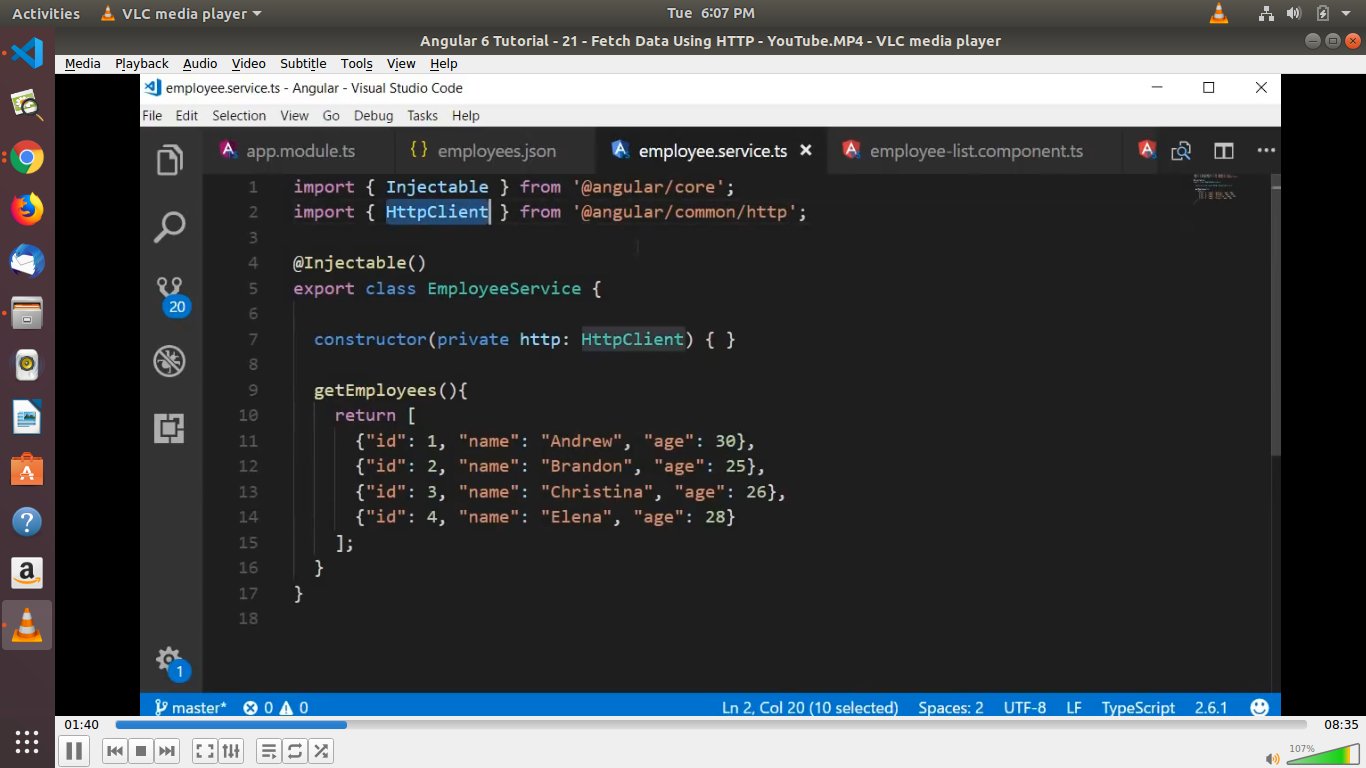 Activities VLC media player Tue 6:07 PM
Angular 6 Tutorial - 21 - Fetch Data Using HTTP - YouTube.MP4 - VLC media player
Media Playback Audio Video Subtitle Tools View Help
employee.service.ts - Angular - Visual Studio Code
File Edit Selection View Go Debug Tasks Help
app.module.ts {} employees.json employee.service.ts employee-list.component.ts
1 import { Injectable } from '@angular/core';
2 import { HttpClient } from '@angular/common/http';
3
4 @Injectable()
5 export class EmployeeService {
6
7 constructor(private http: HttpClient) { }
8
9 getEmployees(){
10 return [
11 {"id": 1, "name": "Andrew", "age": 30},
12 {"id": 2, "name": "Brandon", "age": 25},
13 {"id": 3, "name": "Christina", "age": 26},
14 {"id": 4, "name": "Elena", "age": 28}
15 ];
16 }
17 }
18
20
1
master* 0 0 Ln 2, Col 20 (10 selected) Spaces: 2 UTF-8 LF TypeScript 2.6.1
01:40 08:35
107%